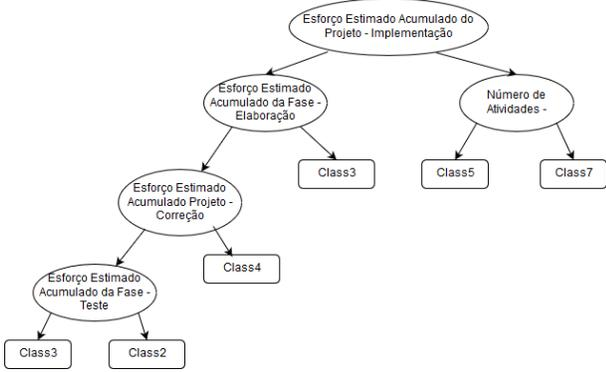 Esforço Estimado Acumulado do
Projeto - Implementação
Esforço Estimado
Acumulado da Fase -
Elaboração
Número de
Atividades -
Class3
Class5
Class7
Esforço Estimado
Acumulado Projeto -
Correção
Class4
Esforço Estimado
Acumulado da Fase -
Teste
Class3
Class2